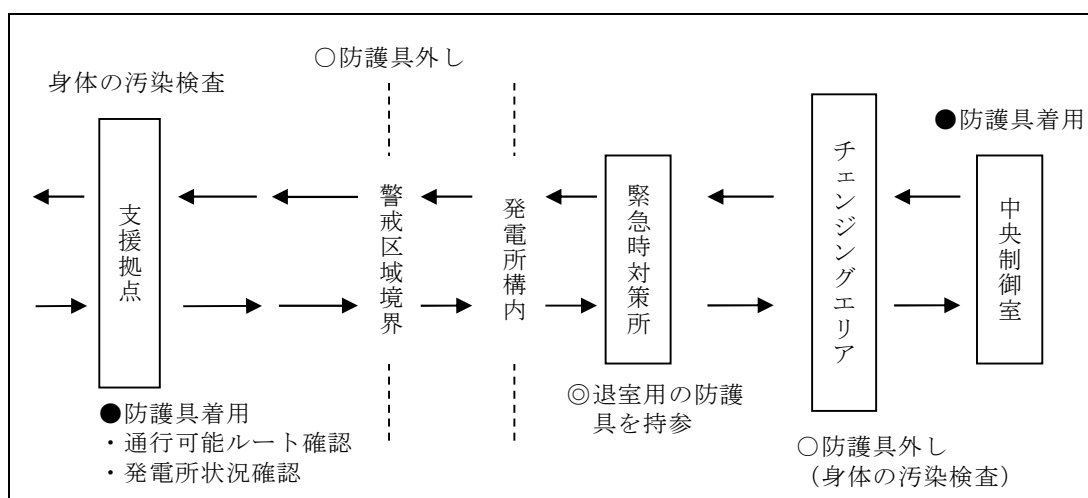 ○防護具外し
身体の汚染検査
●防護具着用
支援拠点
警戒区域境界
発電所構内
緊急時対策所
チェンジングエリア
中央制御室
●防護具着用
・通行可能ルート確認
・発電所状況確認
◎退室用の防護
具を持参
○防護具外し
（身体の汚染検査）